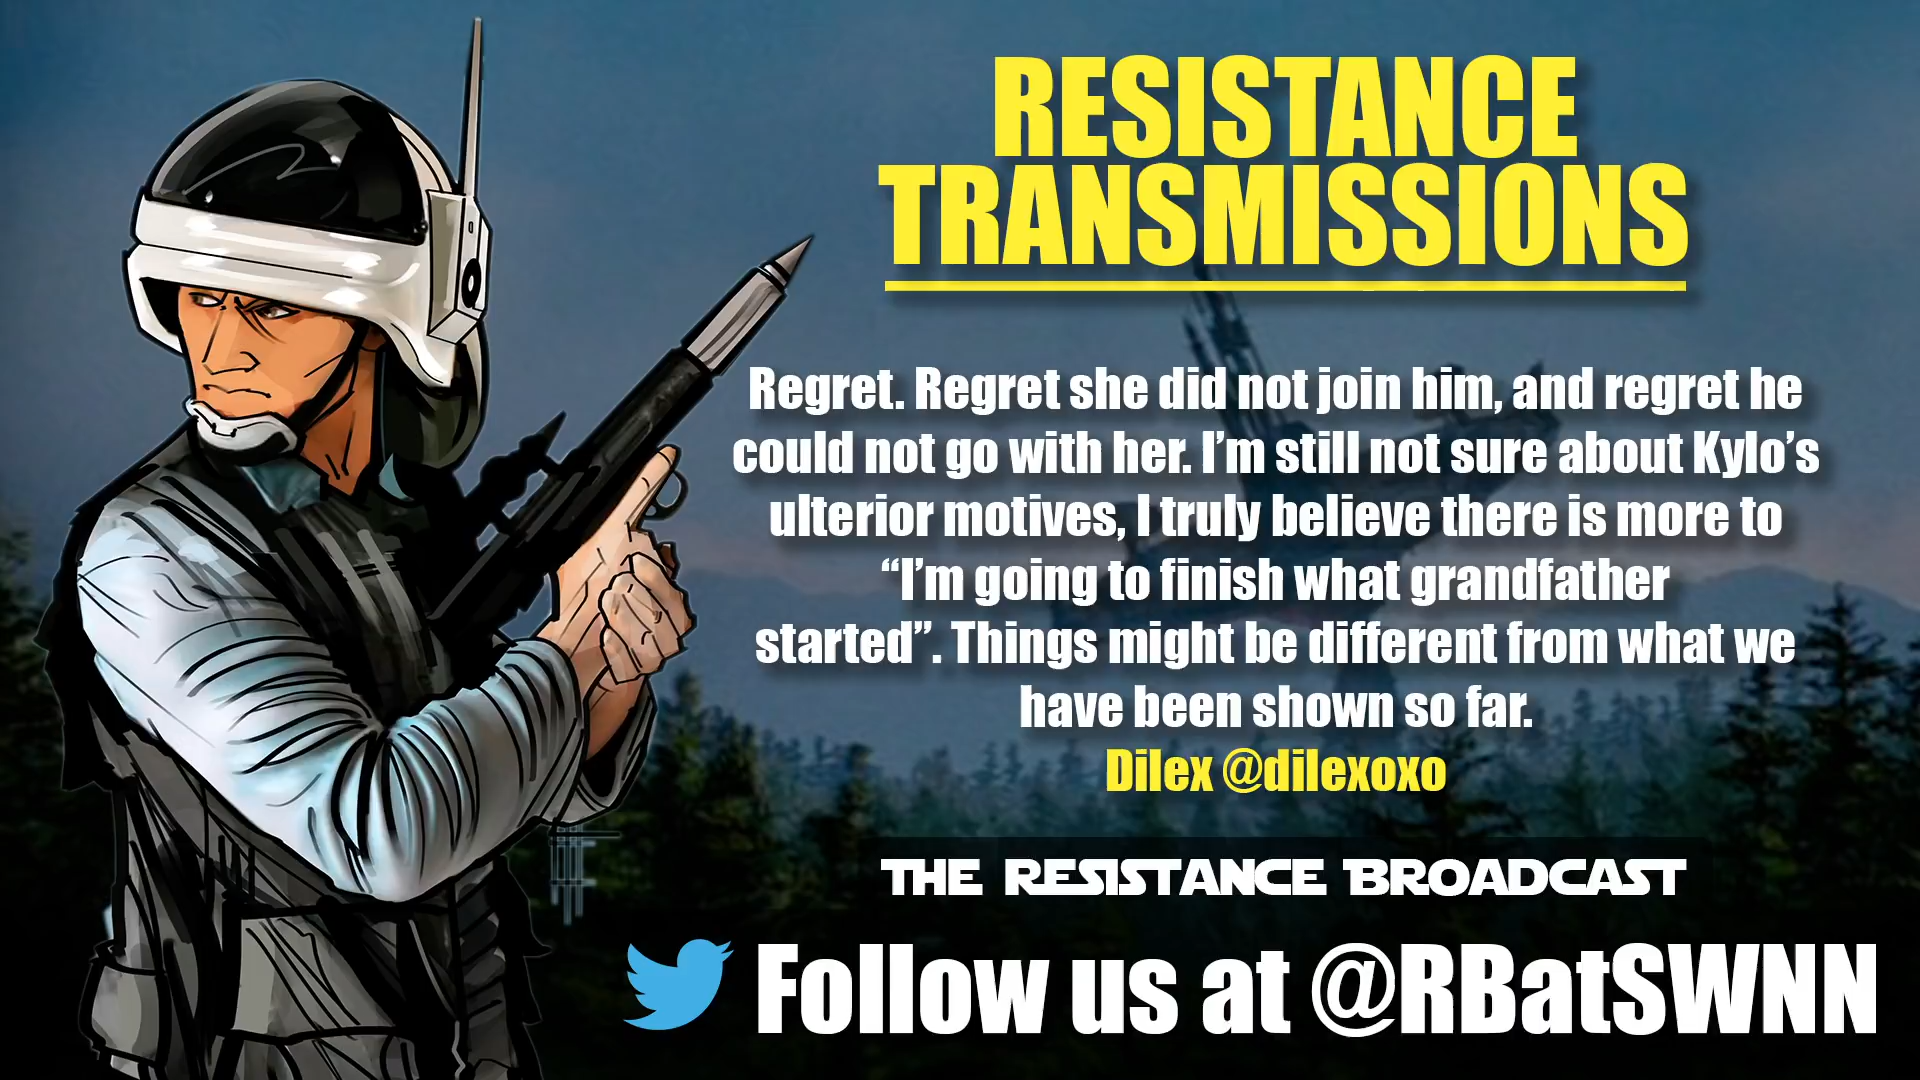 RESISTANCE
TRANSMISSIONS
Regret. Regret she did not join him, and regret he
could not go with her. I’m still not sure about Kylo’s
ulterior motives, I truly believe there is more to
“I’m going to finish what grandfather
started”. Things might be different from what we
have been shown so far.
Dilex @dilexoxo
THE RESISTANCE BROADCAST
Follow us at @RBatSWNN